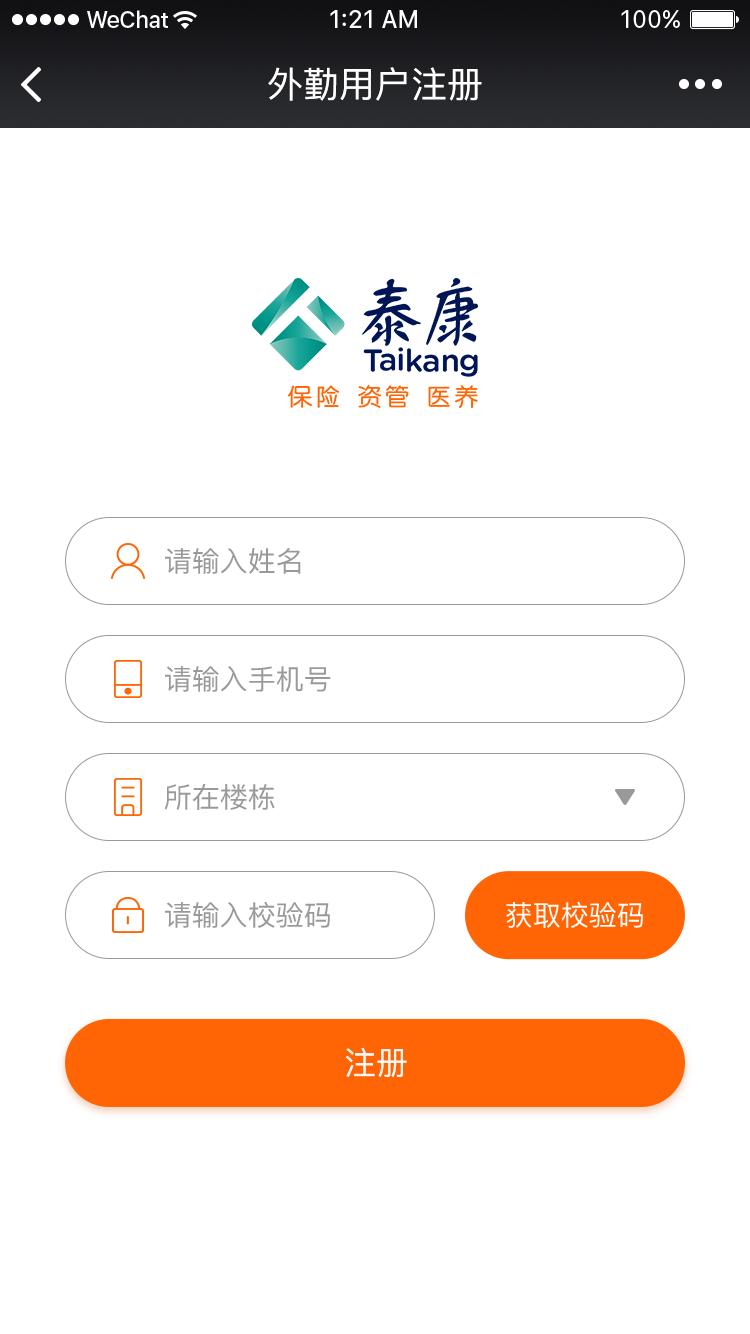 WeChat 1:21 AM 100%
外勤用户注册
泰康
Taikang
保险 资管 医养
请输入姓名
请输入手机号
所在楼栋
请输入校验码 获取校验码
注册